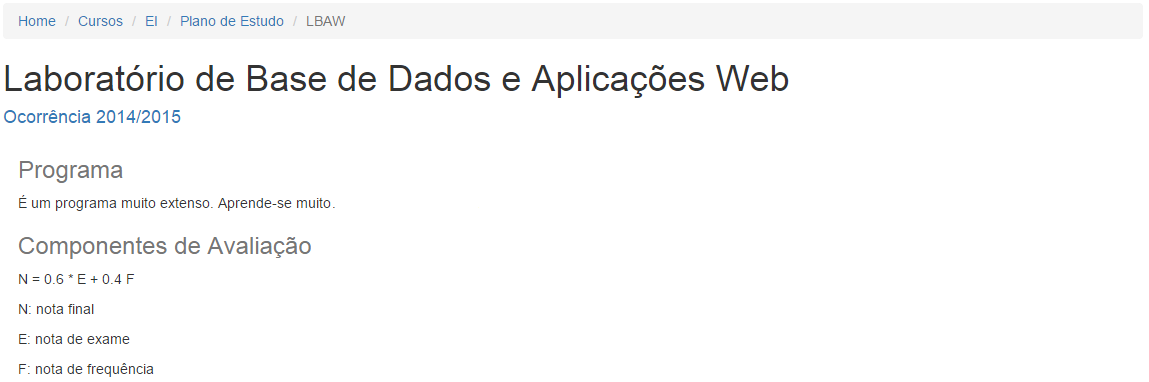 Home / Cursos / EI / Plano de Estudo / LBAW
Laboratório de Base de Dados e Aplicações Web
Ocorrência 2014/2015
Programa
É um programa muito extenso. Aprende-se muito.
Componentes de Avaliação
N = 0.6 * E + 0.4 F
N: nota final
E: nota de exame
F: nota de frequência